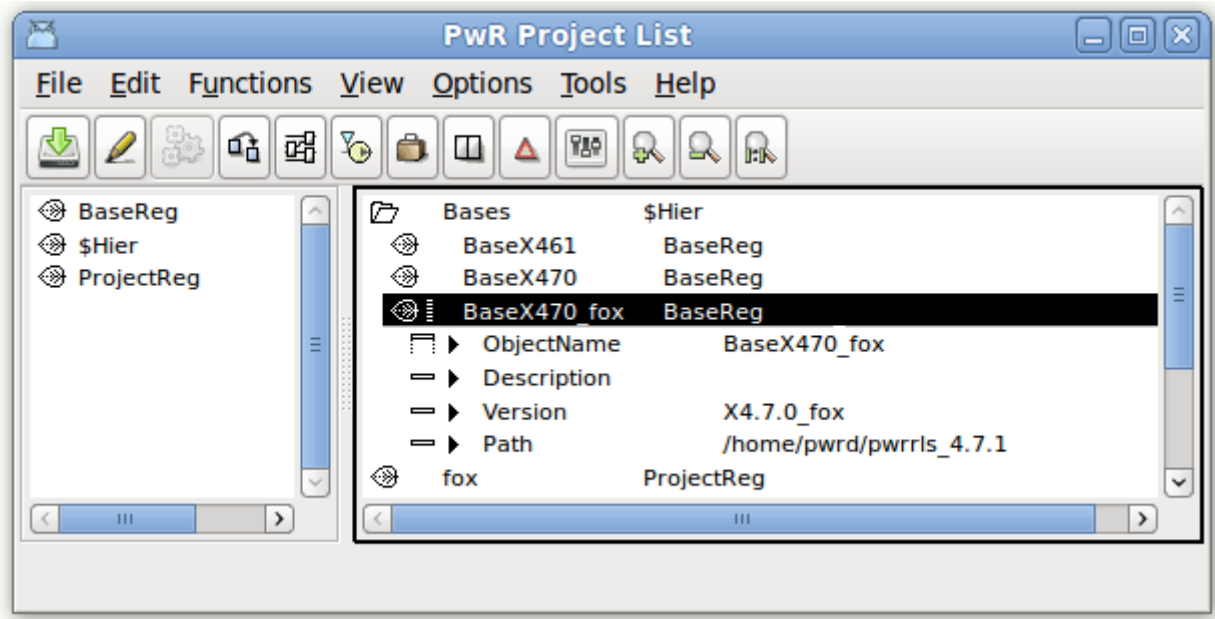 PwR Project List
File Edit Functions View Options Tools Help
BaseReg
$Hier
ProjectReg
Bases $Hier
BaseX461 BaseReg
BaseX470 BaseReg
BaseX470_fox BaseReg
ObjectName BaseX470_fox
Description
Version X4.7.0_fox
Path /home/pwrd/pwrrls_4.7.1
fox ProjectReg